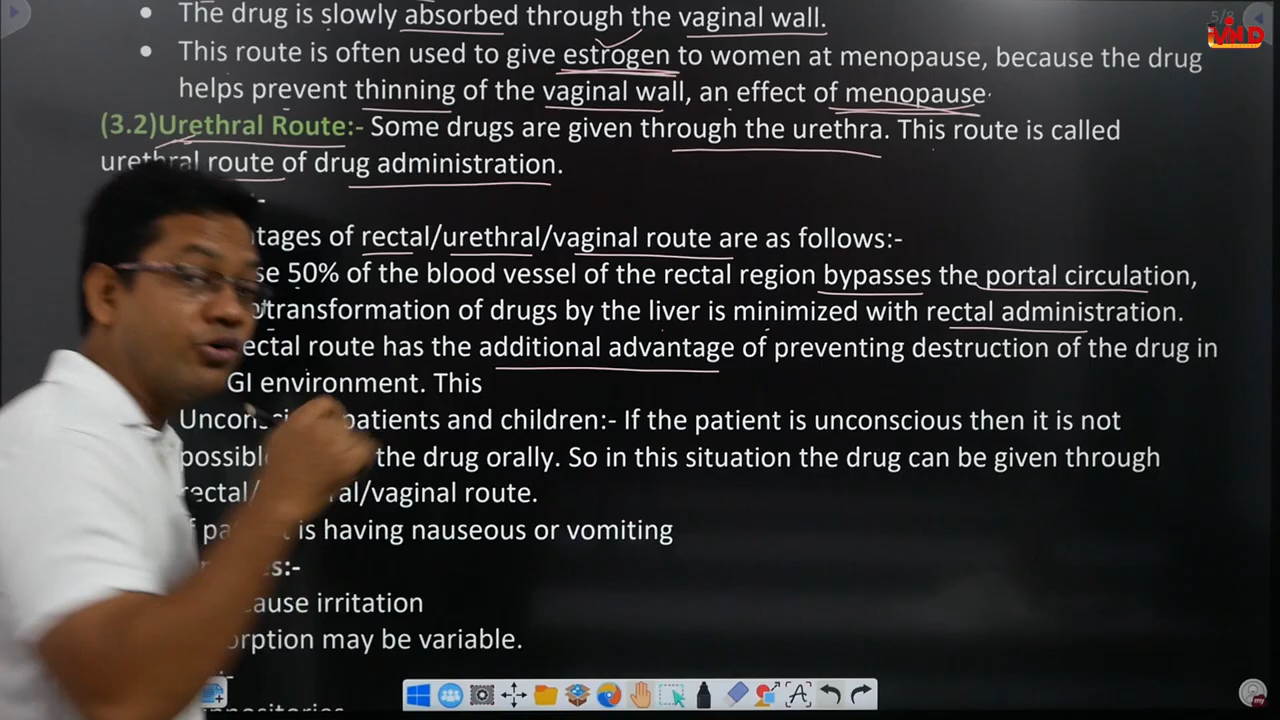 The drug is slowly absorbed through the vaginal wall.
5/8
This route is often used to give estrogen to women at menopause, because the drug
helps prevent thinning of the vaginal wall, an effect of menopause.
(3.2)Urethral Route:- Some drugs are given through the urethra. This route is called
urethral route of drug administration.
tages of rectal/urethral/vaginal route are as follows:-
se 50% of the blood vessel of the rectal region bypasses the portal circulation,
otransformation of drugs by the liver is minimized with rectal administration.
ectal route has the additional advantage of preventing destruction of the drug in
GI environment. This
patients and children:- If the patient is unconscious then it is not
the drug orally. So in this situation the drug can be given through
rectal/ al/vaginal route.
is having nauseous or vomiting
s:-
ause irritation
orption may be variable.